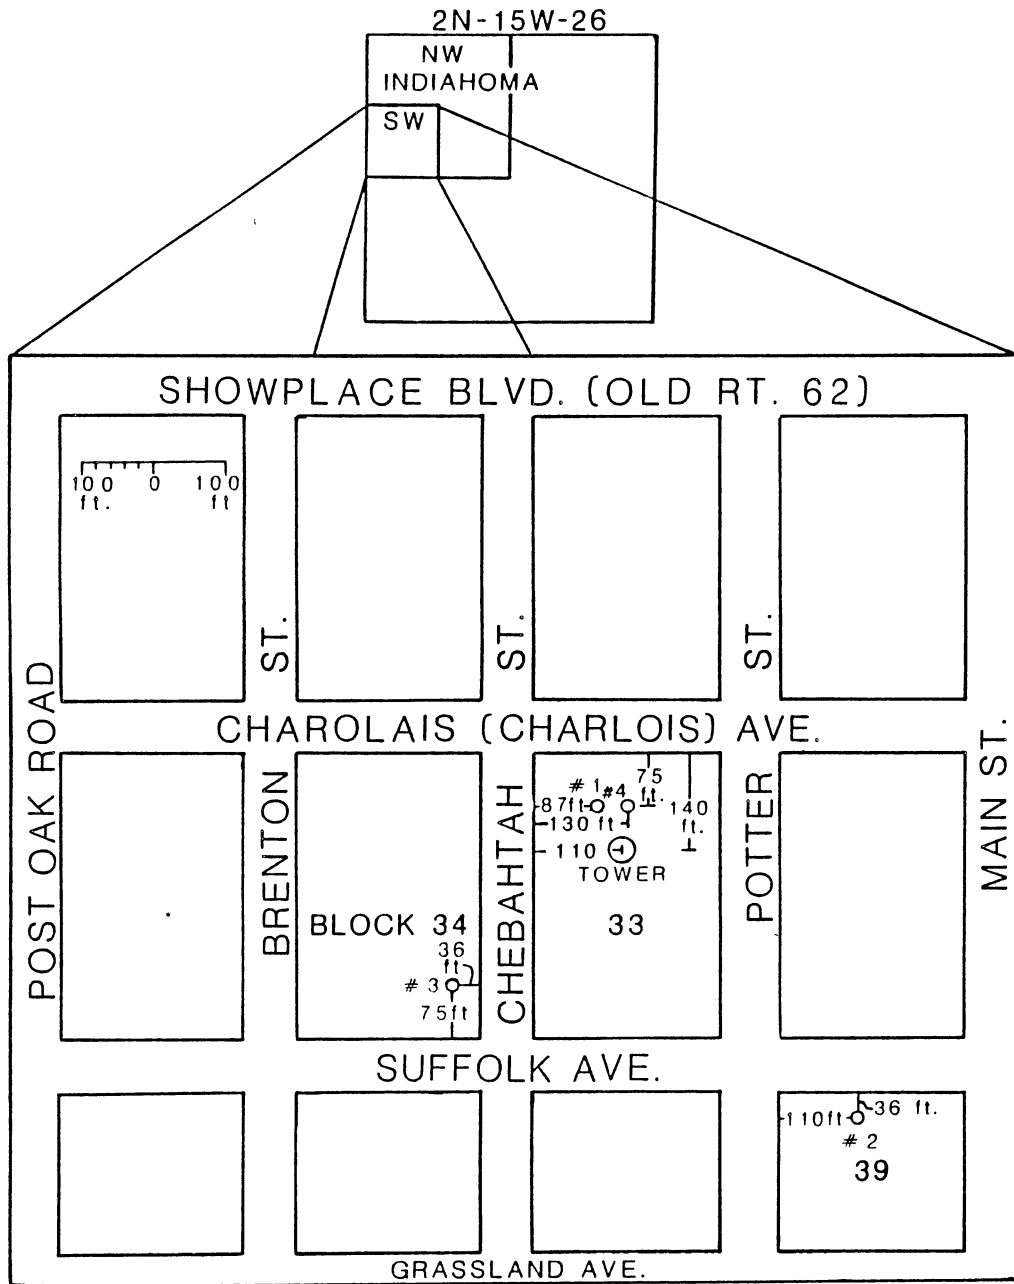 2N-15W-26
NW
INDIAHOMA
SW
SHOWPLACE BLVD. (OLD RT. 62)
100 0 100
ft. ft
ST. ST. ST.
POST OAK ROAD
CHAROLAIS (CHARLOIS) AVE.
MAIN ST.
BRENTON
CHEBAHTAH
POTTER
#1 #4 75
ft.
87ft 140
ft.
130 ft
110
TOWER
BLOCK 34
33
36
ft
#3
75ft
SUFFOLK AVE.
110ft 36 ft.
#2
39
GRASSLAND AVE.